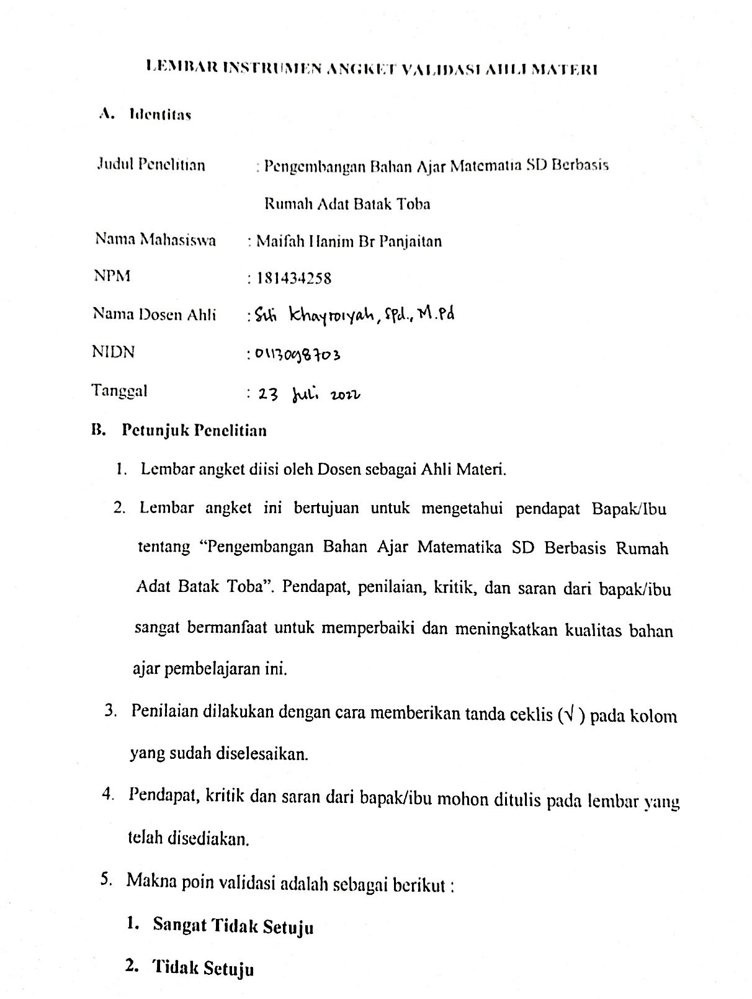 LEMBAR INSTRUMEN ANGKET VALIDASI AHLI MATERI
A. Identitas
Judul Penelitian : Pengembangan Bahan Ajar Matematia SD Berbasis
Rumah Adat Batak Toba
Nama Mahasiswa : Maifah Hanim Br Panjaitan
NPM : 181434258
Nama Dosen Ahli : Siti Khayroiyah, SPd., M.Pd
NIDN : 0113098703
Tanggal : 23 Juli 2022
B. Petunjuk Penelitian
1. Lembar angket diisi oleh Dosen sebagai Ahli Materi.
2. Lembar angket ini bertujuan untuk mengetahui pendapat Bapak/Ibu
tentang “Pengembangan Bahan Ajar Matematika SD Berbasis Rumah
Adat Batak Toba”. Pendapat, penilaian, kritik, dan saran dari bapak/ibu
sangat bermanfaat untuk memperbaiki dan meningkatkan kualitas bahan
ajar pembelajaran ini.
3. Penilaian dilakukan dengan cara memberikan tanda ceklis (√ ) pada kolom
yang sudah diselesaikan.
4. Pendapat, kritik dan saran dari bapak/ibu mohon ditulis pada lembar yang
telah disediakan.
5. Makna poin validasi adalah sebagai berikut :
1. Sangat Tidak Setuju
2. Tidak Setuju